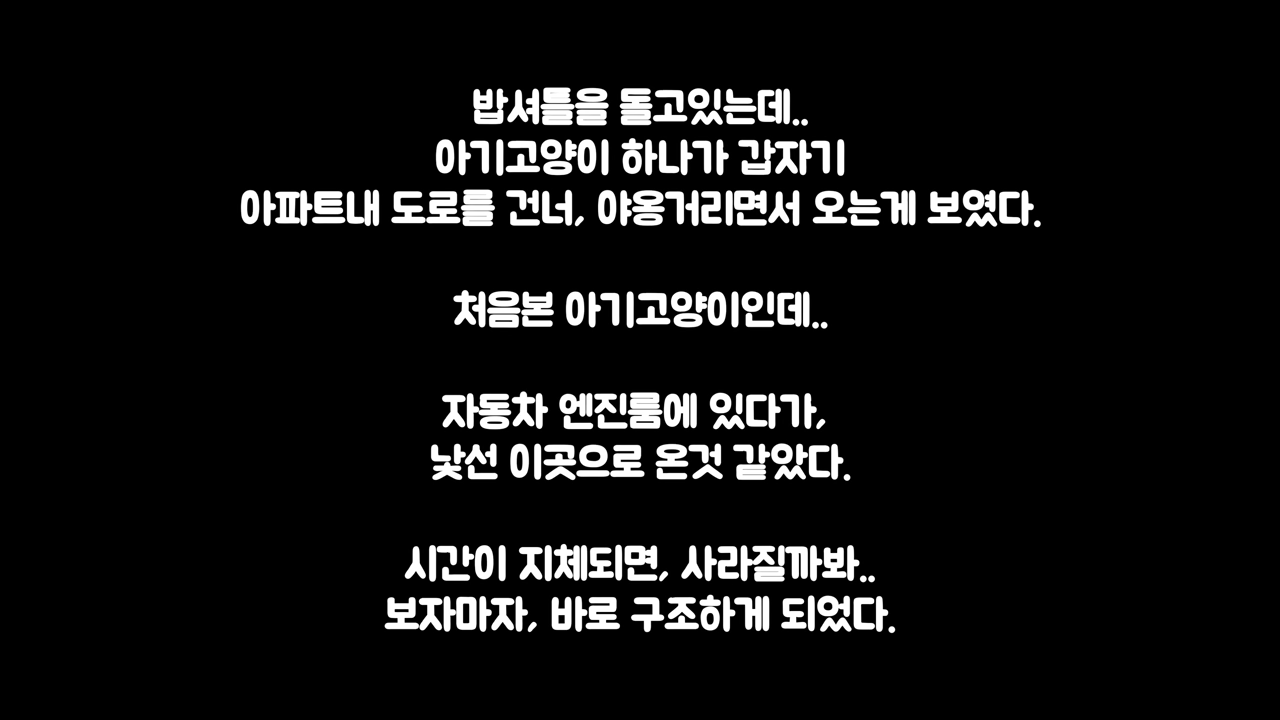 밥셔틀을 돌고있는데..
아기고양이 하나가 갑자기
아파트내 도로를 건너, 야옹거리면서 오는게 보였다.
처음본 아기고양이인데..
자동차 엔진룸에 있다가,
낯선 이곳으로 온것 같았다.
시간이 지체되면, 사라질까봐..
보자마자, 바로 구조하게 되었다.